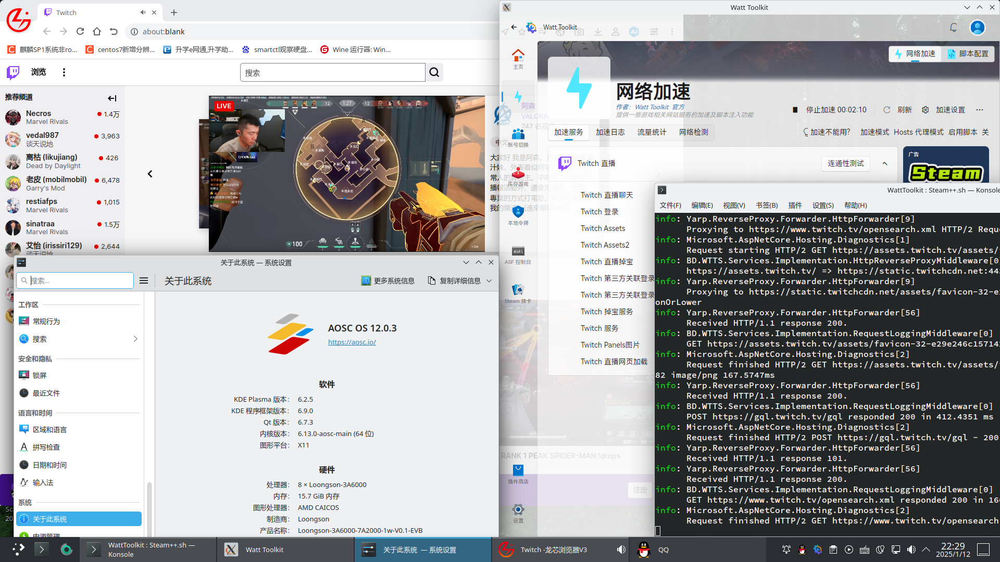 Twitch
about:blank
麒麟SP1系统非ro...
centos7新增分辨...
升学e网通,升学助...
smartctl观察硬盘...
Wine 运行器: Win...
浏览
搜索
推荐频道
Necros
1.4万
Marvel Rivals
vedal987
3,963
谈天说地
离枯 (likujiang)
426
Dead by Daylight
老皮 (mobilmobil)
6,478
Garry's Mod
restiafps
1,015
Marvel Rivals
sinatraa
1.5万
Marvel Rivals
艾怡 (irissiri129)
2,644
谈天说地
LIVE
12
1:27
12
100
关于此系统 — 系统设置
搜索...
关于此系统
更多系统信息
复制详细信息
工作区
常规行为
搜索
安全和隐私
锁屏
最近文件
语言和时间
区域和语言
拼写检查
日期和时间
输入法
系统
关于此系统
电源管理
AOSC OS 12.0.3
https://aosc.io/
软件
KDE Plasma 版本： 6.2.5
KDE 程序框架版本： 6.9.0
Qt 版本： 6.7.3
内核版本： 6.13.0-aosc-main (64 位)
图形平台： X11
硬件
处理器： 8 × Loongson-3A6000
内存： 15.7 GiB 内存
图形处理器： AMD CAICOS
制造商： Loongson
产品名称： Loongson-3A6000-7A2000-1w-V0.1-EVB
Watt Toolkit
Watt Toolkit
主页
账号切换
库存游戏
本地令牌
ASF 控制台
Steam 挂卡
插件商店
设置
网络加速
脚本配置
网络加速
作者：Watt Toolkit 官方
提供一些游戏相关网站服务的加速及脚本注入功能
停止加速 00:02:10
刷新
加速设置
加速服务
加速日志
流量统计
网络检测
加速不能用?
加速模式
Hosts 代理模式
启用脚本
关
阿森
747 名观
Twitch 直播
连通性测试
广告
Steam
Twitch 直播聊天
Twitch 登录
Twitch Assets
Twitch Assets2
Twitch 直播掉宝
Twitch 第三方关联登录
Twitch 第三方关联登录
Twitch 掉宝服务
Twitch 服务
Twitch Panels图片
Twitch 直播网页加载
RANK 1 PEAK SPIDER-MAN !drops
注册
WattToolkit : Steam++.sh — Konsole
文件(F)
编辑(E)
视图(V)
书签(B)
插件
设置(S)
帮助(H)
info: Yarp.ReverseProxy.Forwarder.HttpForwarder[9]
Proxying to https://www.twitch.tv/opensearch.xml HTTP/2 Reque
info: Microsoft.AspNetCore.Hosting.Diagnostics[1]
Request starting HTTP/2 GET https://assets.twitch.tv/assets/
info: BD.WTTS.Services.Implementation.HttpReverseProxyMiddleware[0]
https://assets.twitch.tv/ => https://static.twitchcdn.net:443
info: Yarp.ReverseProxy.Forwarder.HttpForwarder[9]
Proxying to https://static.twitchcdn.net/assets/favicon-32-e
onOrLower
info: Yarp.ReverseProxy.Forwarder.HttpForwarder[56]
Received HTTP/1.1 response 200.
info: BD.WTTS.Services.Implementation.RequestLoggingMiddleware[0]
GET https://assets.twitch.tv/assets/favicon-32-e29e246c15714
info: Microsoft.AspNetCore.Hosting.Diagnostics[2]
Request finished HTTP/2 GET https://assets.twitch.tv/assets/
82 image/png 167.5747ms
info: Yarp.ReverseProxy.Forwarder.HttpForwarder[56]
Received HTTP/1.1 response 200.
info: BD.WTTS.Services.Implementation.RequestLoggingMiddleware[0]
POST https://gql.twitch.tv/gql responded 200 in 412.4351 ms
info: Microsoft.AspNetCore.Hosting.Diagnostics[2]
Request finished HTTP/2 POST https://gql.twitch.tv/gql - 200
info: Yarp.ReverseProxy.Forwarder.HttpForwarder[56]
Received HTTP/1.1 response 101.
info: Yarp.ReverseProxy.Forwarder.HttpForwarder[56]
Received HTTP/1.1 response 200.
info: BD.WTTS.Services.Implementation.RequestLoggingMiddleware[0]
GET https://www.twitch.tv/opensearch.xml responded 200 in 16
info: Microsoft.AspNetCore.Hosting.Diagnostics[2]
Request finished HTTP/2 GET https://www.twitch.tv/opensearch
WattToolkit : Steam++.sh —
Konsole
Watt Toolkit
关于此系统 — 系统设置
Twitch -龙芯浏览器V3
QQ
22:29
2025/1/12